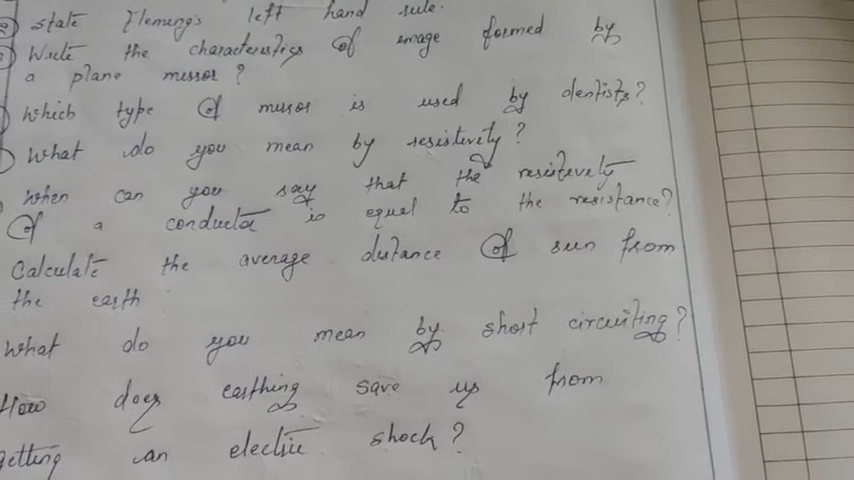 State Fleming's left hand rule.
Write the characteristics of image formed by
a plane mirror?
Which type of mirror is used by dentists?
What do you mean by resistivety?
When can you say that the resistevety
of a conductor is equal to the resistance?
Calculate the average distance of sun from
the earth
What do you mean by short circuiting?
How does earthing save us from
getting an electric shock?